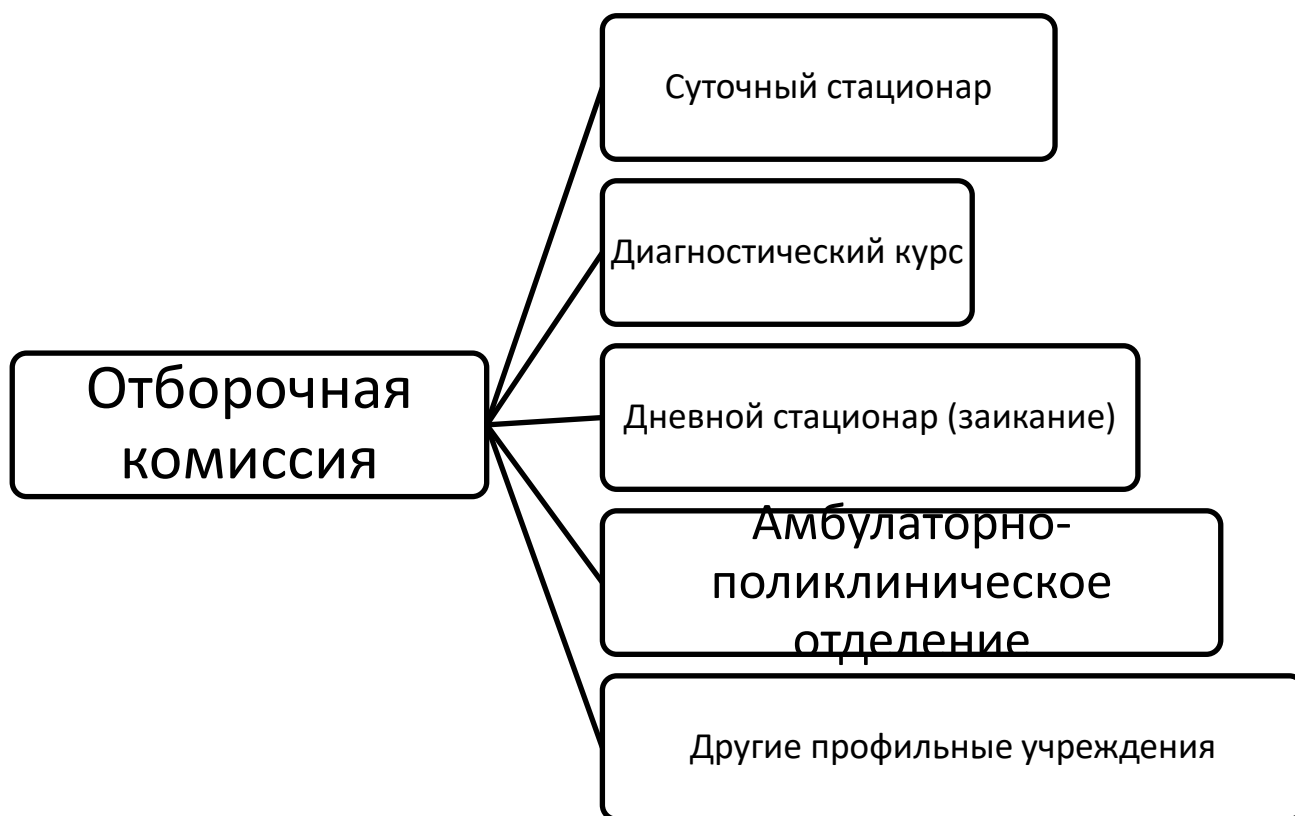 Суточный стационар
Диагностический курс
Отборочная
комиссия
Дневной стационар (заикание)
Амбулаторно-
поликлиническое
отделение
Другие профильные учреждения